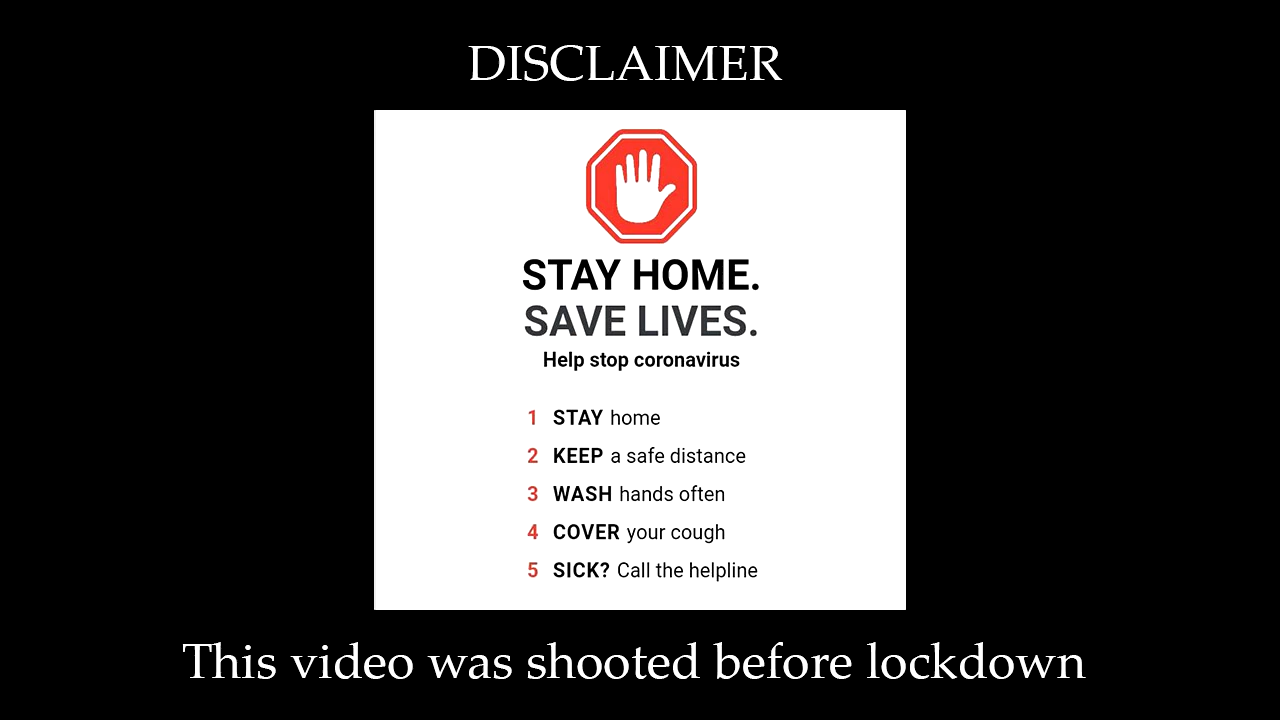 DISCLAIMER
STAY HOME.
SAVE LIVES.
Help stop coronavirus
1 STAY home
2 KEEP a safe distance
3 WASH hands often
4 COVER your cough
5 SICK? Call the helpline
This video was shooted before lockdown